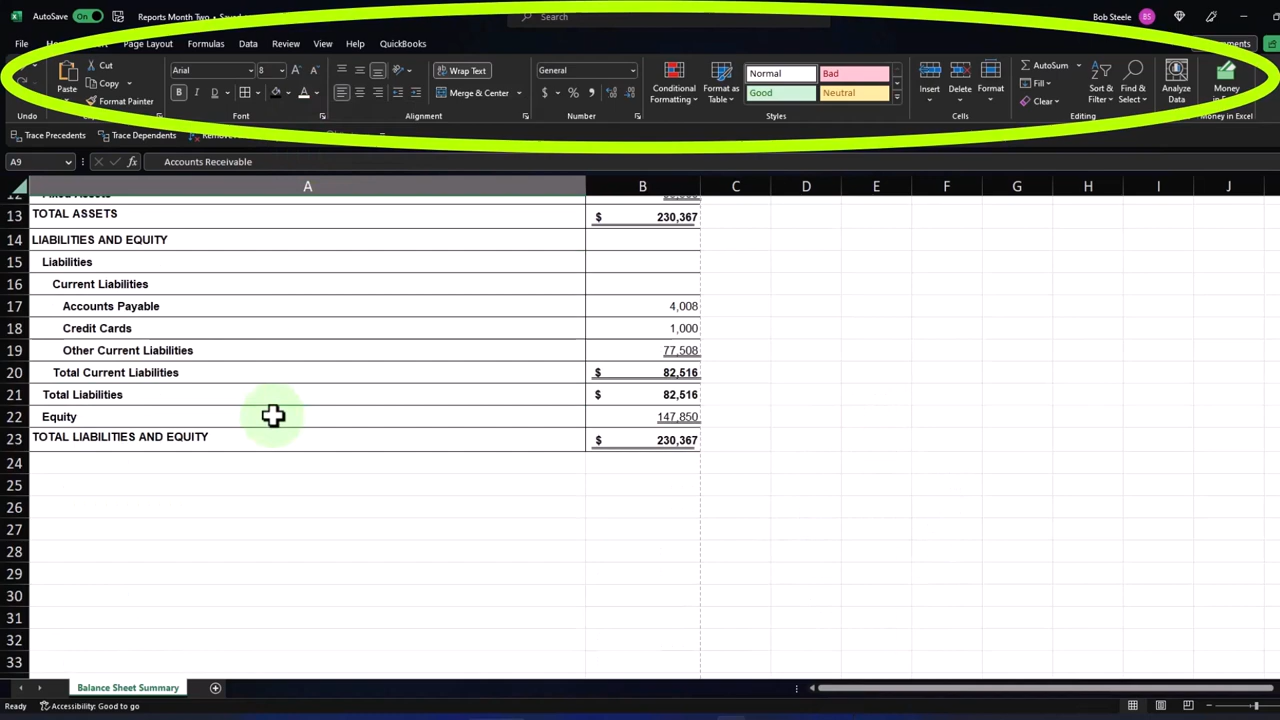 AutoSave On Reports Month Two Search Bob Steele BS
File Page Layout Formulas Data Review View Help QuickBooks
Cut
Copy
Format Painter
Paste
Arial 8
Wrap Text
Merge & Center
General
Conditional
Formatting
Format as
Table
Normal Bad
Good Neutral
Insert Delete Format
AutoSum
Fill
Clear
Sort &
Filter
Find &
Select
Analyze
Data
Money
Undo Font Alignment Number Styles Cells Editing Money in Excel
Trace Precedents Trace Dependents
A9 fx Accounts Receivable
A B C D E F G H I J
13 TOTAL ASSETS $ 230,367
14 LIABILITIES AND EQUITY
15 Liabilities
16 Current Liabilities
17 Accounts Payable 4,008
18 Credit Cards 1,000
19 Other Current Liabilities 77,508
20 Total Current Liabilities $ 82,516
21 Total Liabilities $ 82,516
22 Equity 147,850
23 TOTAL LIABILITIES AND EQUITY $ 230,367
24
25
26
27
28
29
30
31
32
33
Balance Sheet Summary
Ready Accessibility: Good to go